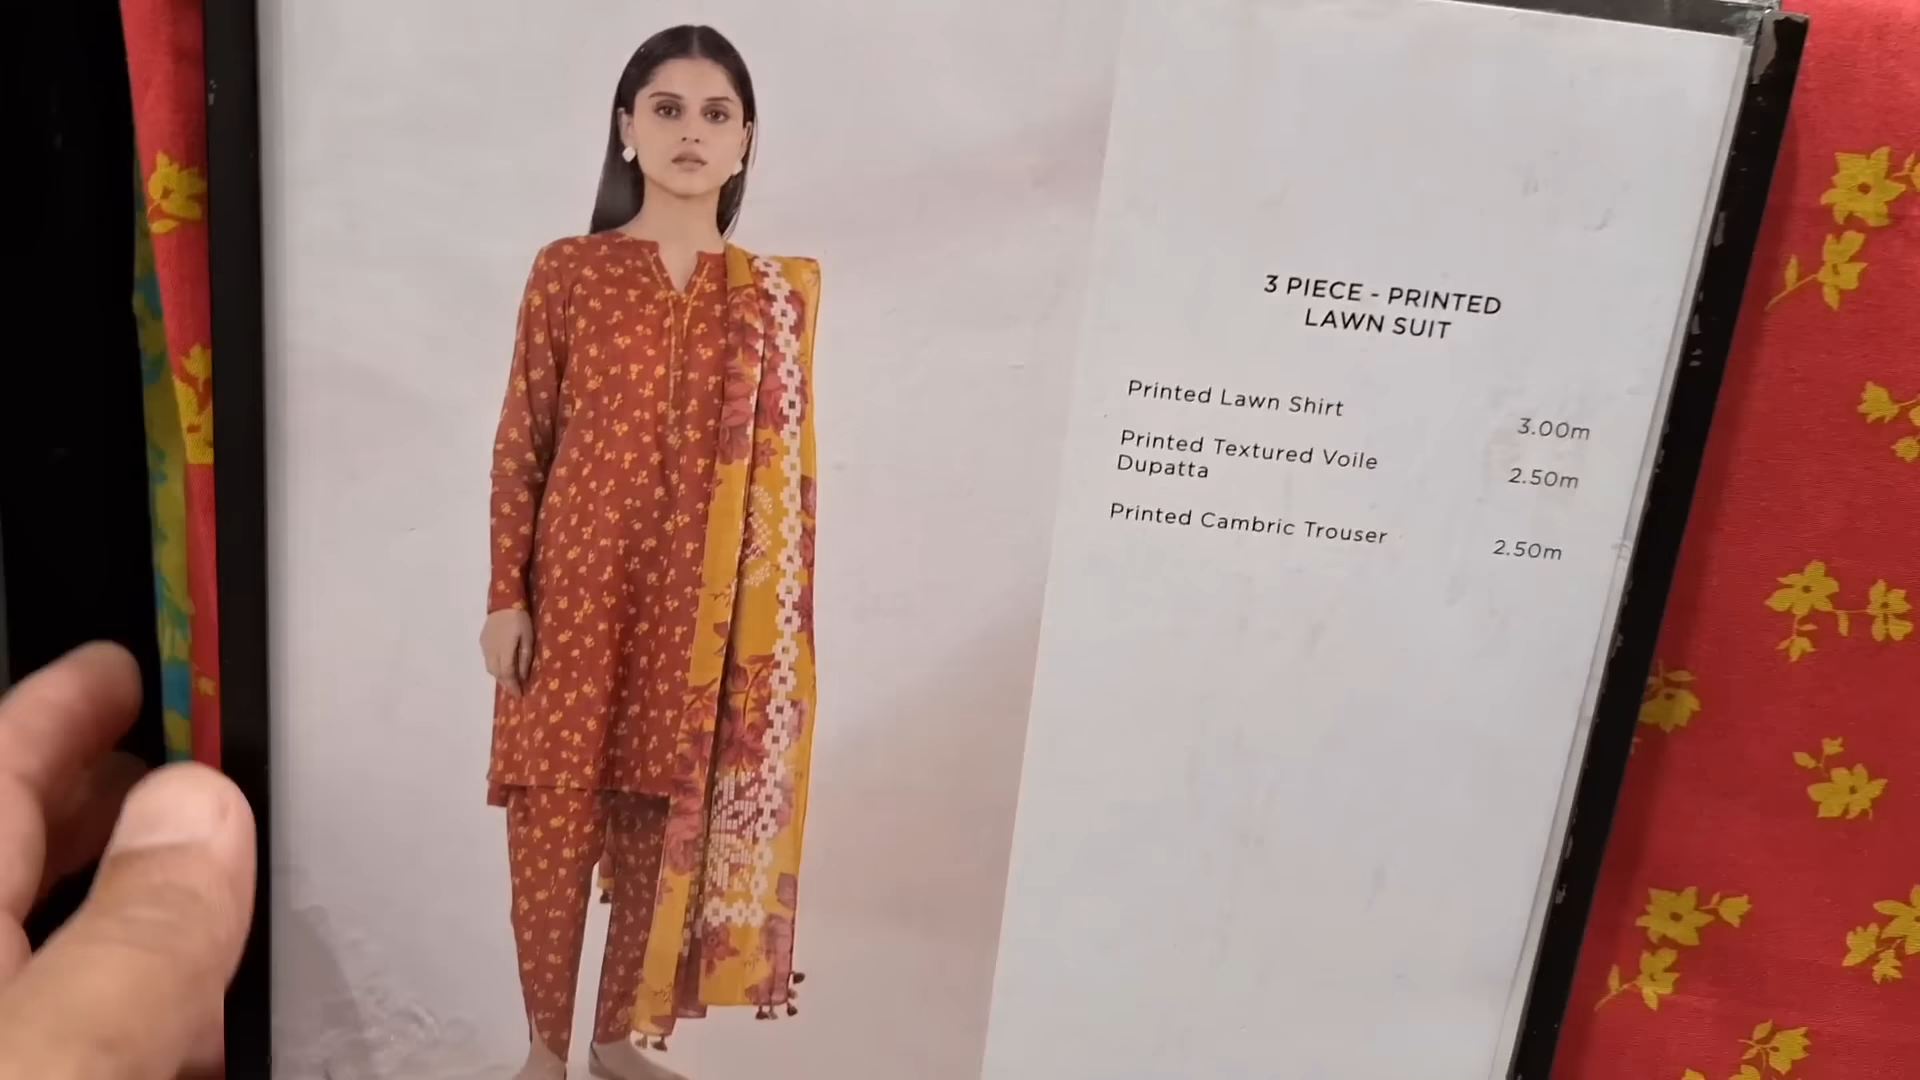 3 PIECE - PRINTED
LAWN SUIT
Printed Lawn Shirt 3.00m
Printed Textured Voile
Dupatta 2.50m
Printed Cambric Trouser 2.50m